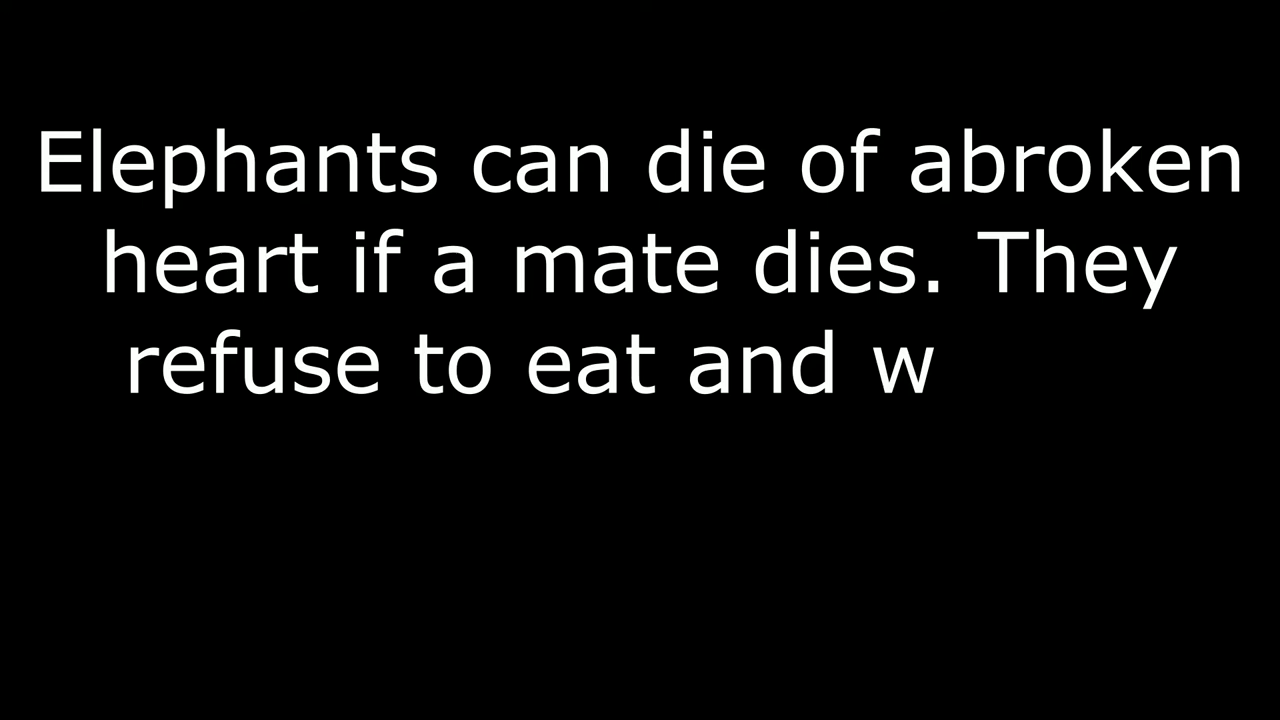 Elephants can die of abroken
heart if a mate dies. They
refuse to eat and w